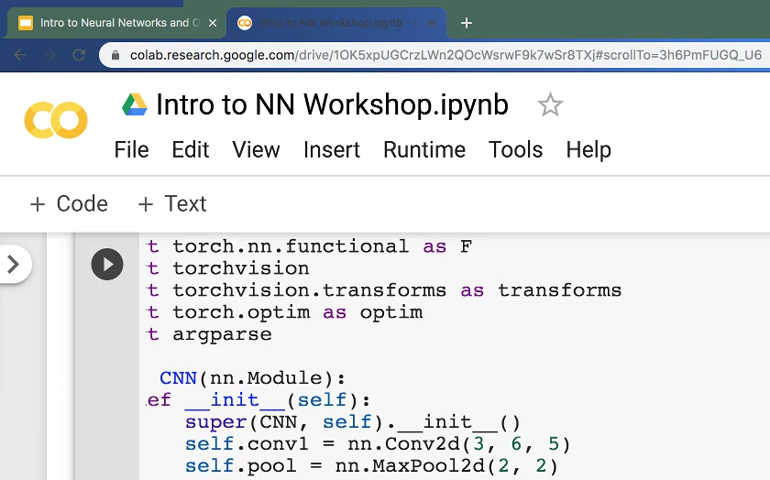 Intro to Neural Networks and C
Intro to NN Workshop.ipynb -
colab.research.google.com/drive/1OK5xpUGCrzLWn2QOcWsrwF9k7wSr8TXj#scrollTo=3h6PmFUGQ_U6
Intro to NN Workshop.ipynb
File Edit View Insert Runtime Tools Help
+ Code + Text
t torch.nn.functional as F
t torchvision
t torchvision.transforms as transforms
t torch.optim as optim
t argparse
CNN(nn.Module):
ef __init__(self):
super(CNN, self).__init__()
self.conv1 = nn.Conv2d(3, 6, 5)
self.pool = nn.MaxPool2d(2, 2)